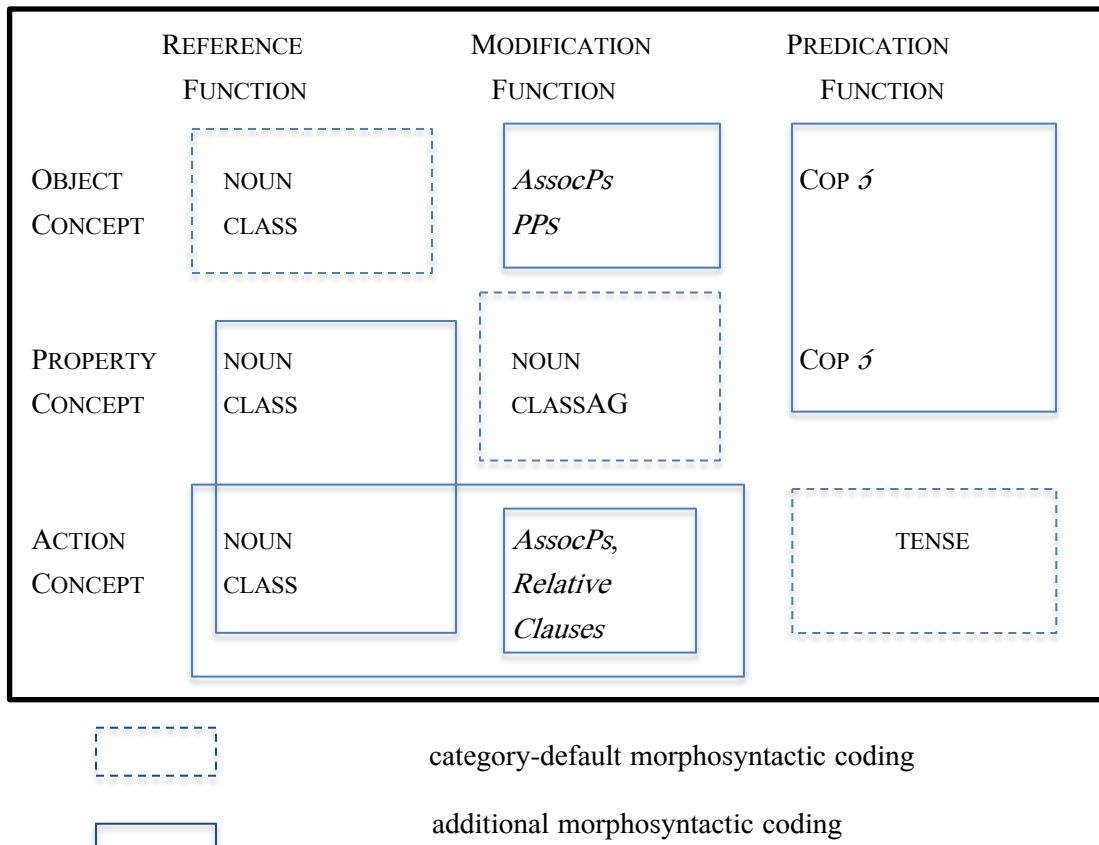 REFERENCE MODIFICATION PREDICATION
FUNCTION FUNCTION FUNCTION
OBJECT NOUN AssocPs COP ɔ́
CONCEPT CLASS PPS
PROPERTY NOUN NOUN COP ɔ́
CONCEPT CLASS CLASSAG
ACTION NOUN AssocPs, TENSE
CONCEPT CLASS Relative
Clauses
category-default morphosyntactic coding
additional morphosyntactic coding